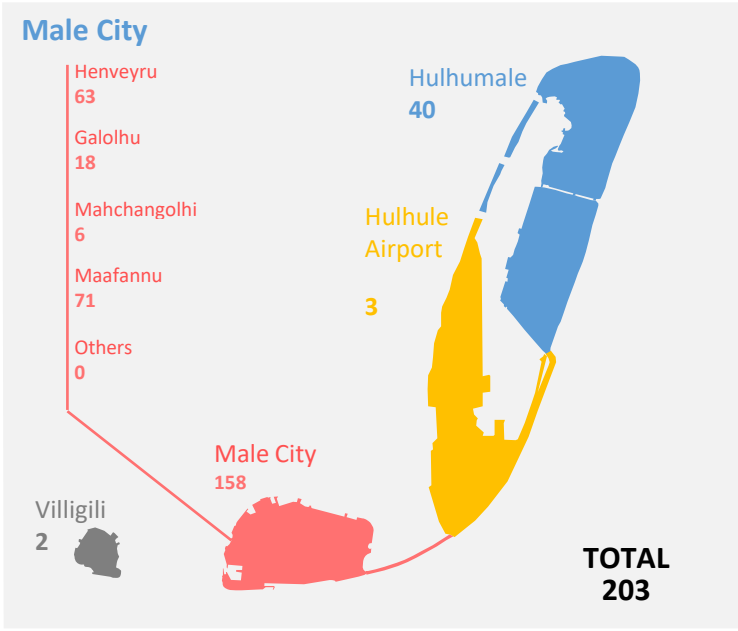 Male City
Henveyru
63
Galolhu
18
Mahchangolhi
6
Maafannu
71
Others
0
Hulhumale
40
Hulhule
Airport
3
Male City
158
Villigili
2
TOTAL
203